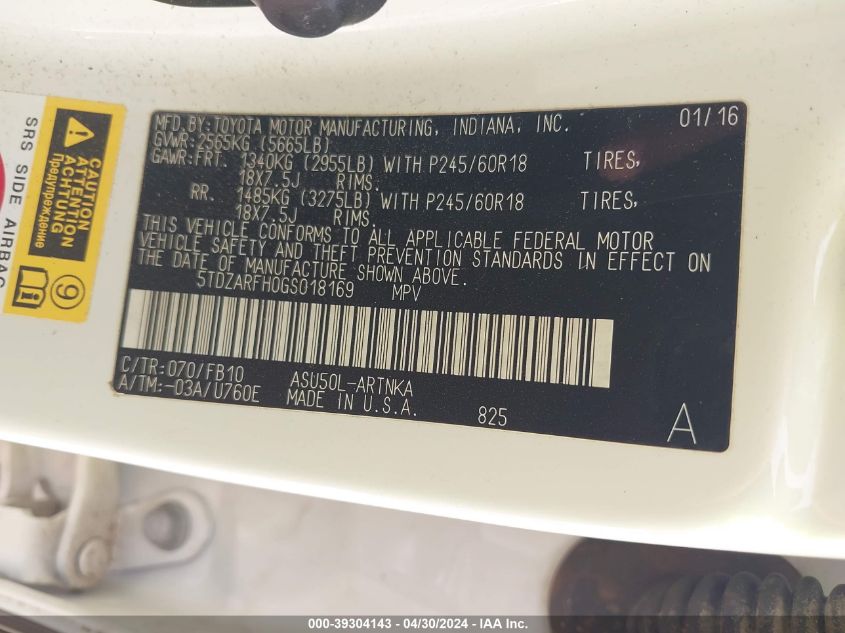 MFD.BY:TOYOTA MOTOR MANUFACTURING, INDIANA, INC. 01/16
GVWR:2565KG (5665LB)
GAWR:FRT. 1340KG (2955LB) WITH P245/60R18 TIRES,
18X7.5J RIMS.
RR. 1485KG (3275LB) WITH P245/60R18 TIRES,
18X7.5J RIMS.
THIS VEHICLE CONFORMS TO ALL APPLICABLE FEDERAL MOTOR
VEHICLE SAFETY AND THEFT PREVENTION STANDARDS IN EFFECT ON
THE DATE OF MANUFACTURE SHOWN ABOVE.
5TDZARFH0GS018169 MPV
C/TR:070/FB10 ASU50L-ARTNKA
A/TM:-03A/U760E MADE IN U.S.A. 825
A
SRS SIDE AIRBAG
CAUTION
ATTENTION
ACHTUNG
Предупреждение
9
000-39304143 - 04/30/2024 - IAA Inc.